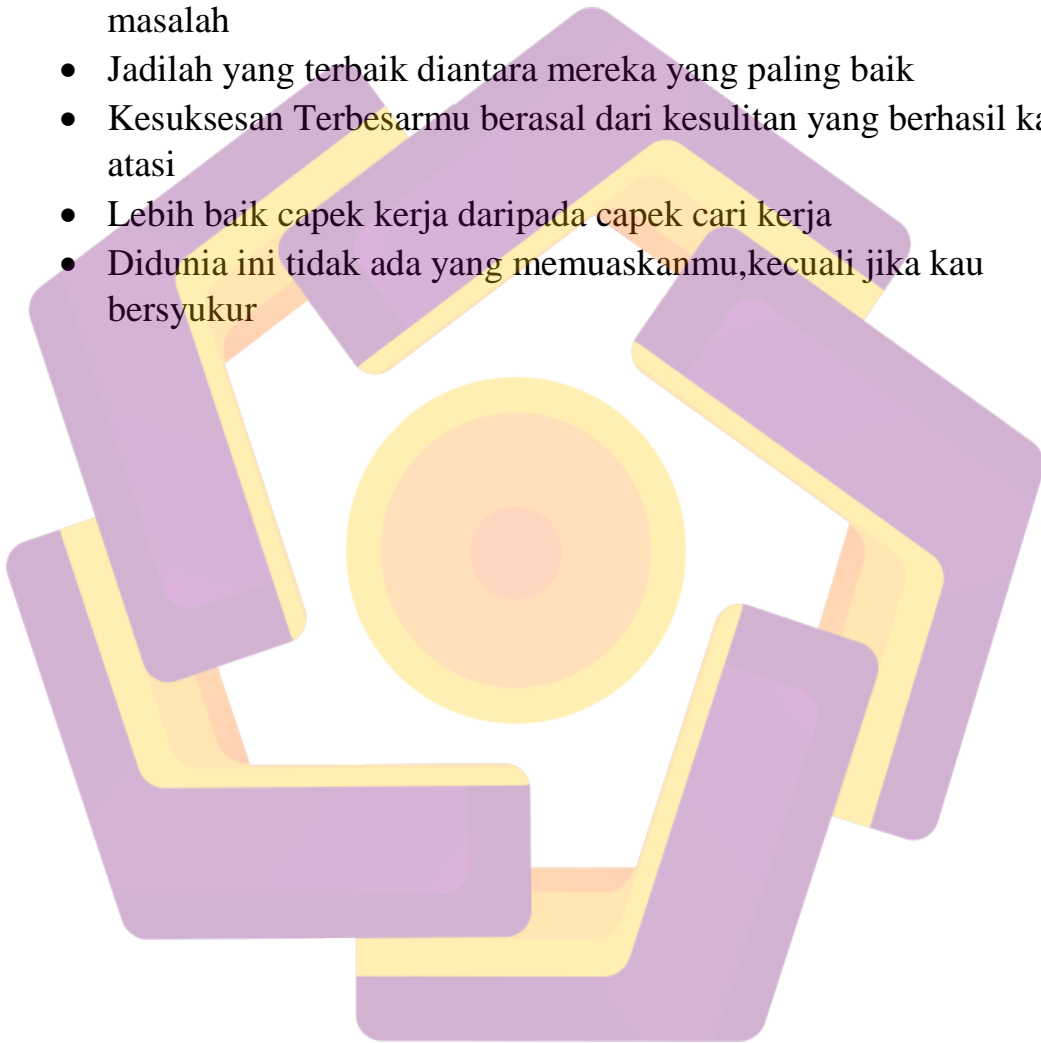 masalah
• Jadilah yang terbaik diantara mereka yang paling baik
• Kesuksesan Terbesarmu berasal dari kesulitan yang berhasil
atasi
• Lebih baik capek kerja daripada capek cari kerja
• Didunia ini tidak ada yang memuaskanmu,kecuali jika kau
bersyukur